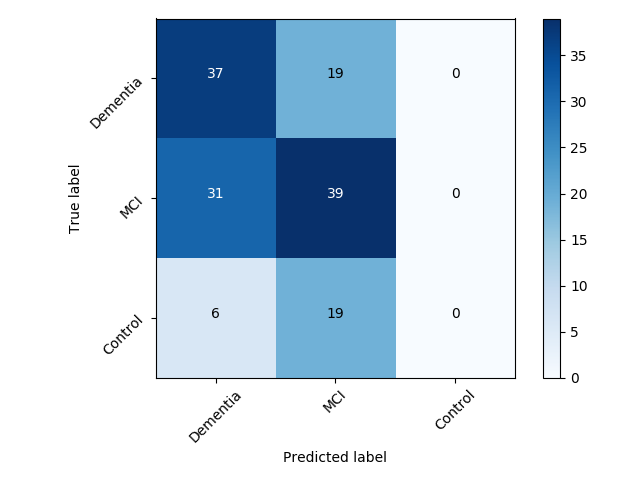 Dementia 37 19 0
MCI 31 39 0
Control 6 19 0
Dementia MCI Control
True label
Predicted label
35
30
25
20
15
10
5
0